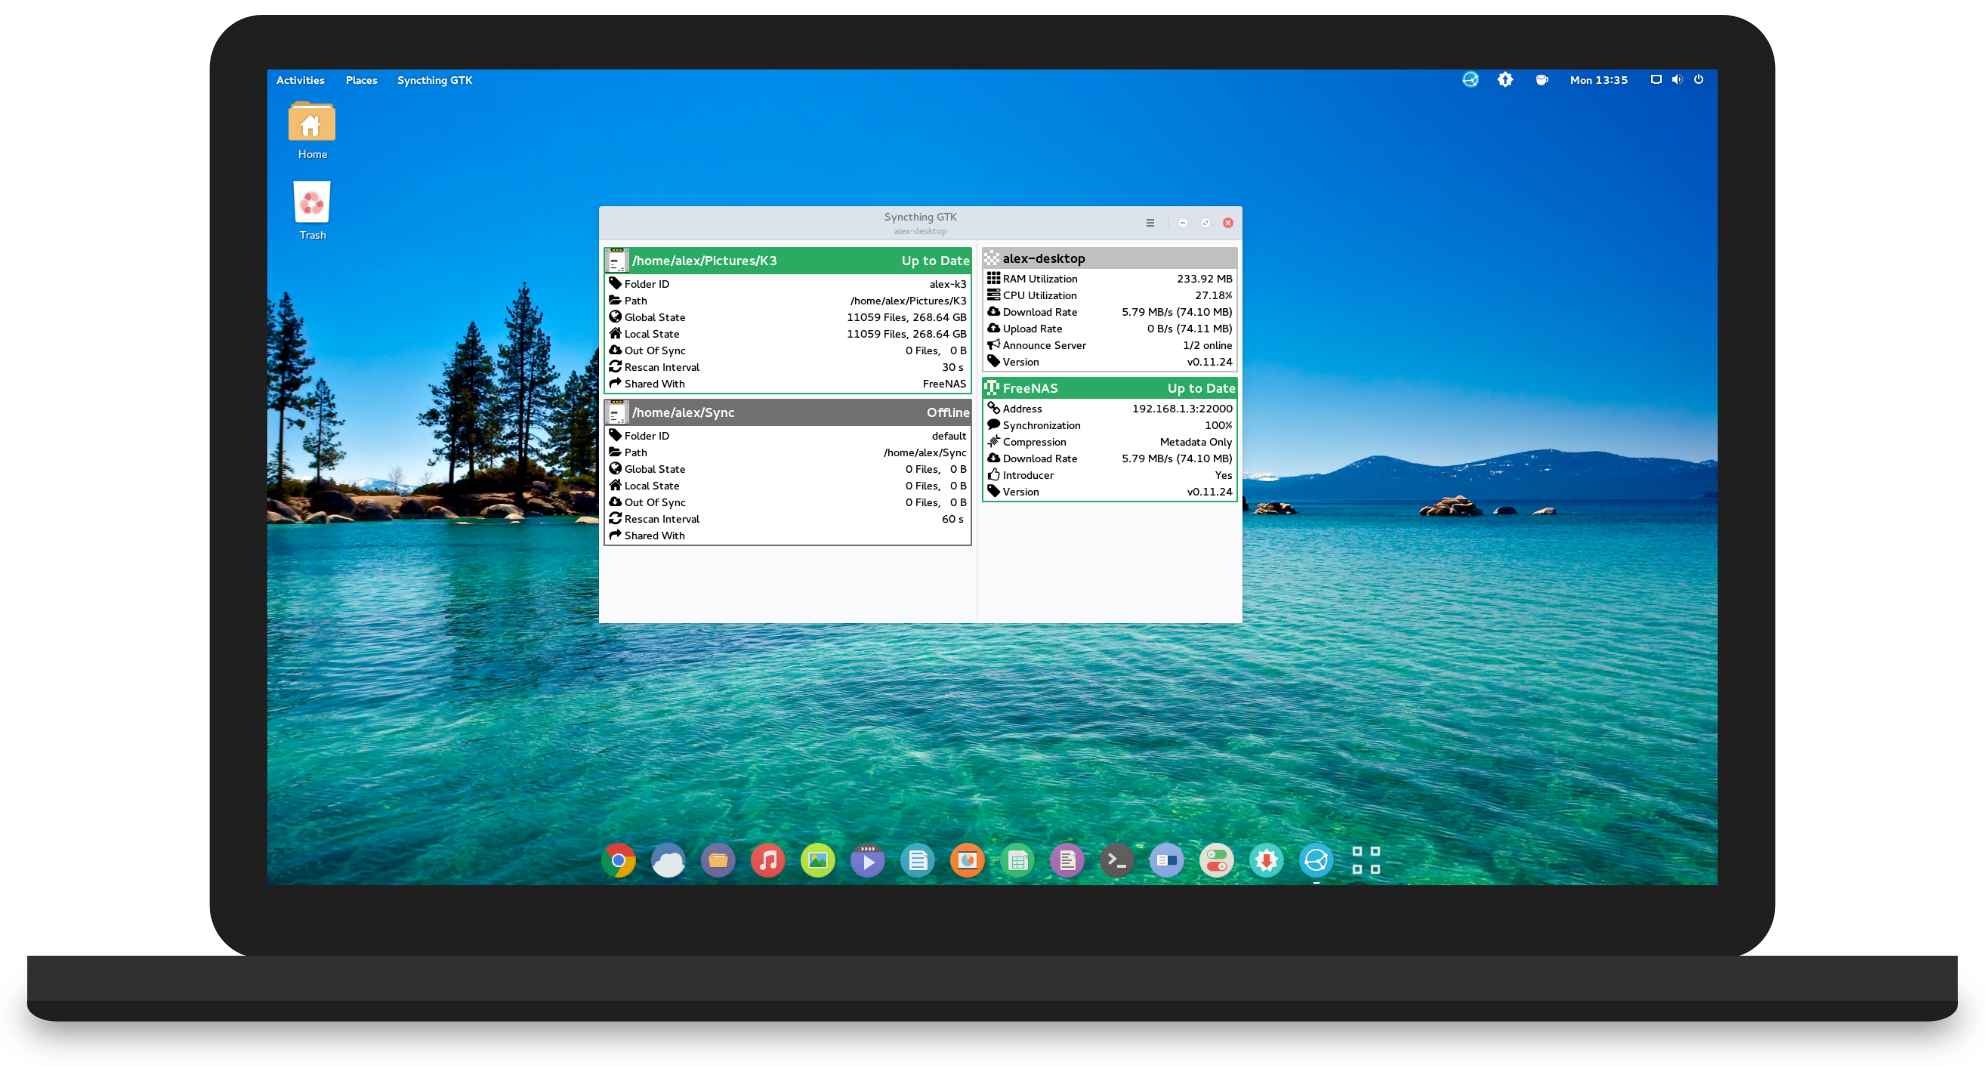 Activities Places Syncthing GTK
Mon 13:35
Home
Trash
Syncthing GTK
alex-desktop
/home/alex/Pictures/K3 Up to Date
Folder ID alex-k3
Path /home/alex/Pictures/K3
Global State 11059 Files, 268.64 GB
Local State 11059 Files, 268.64 GB
Out Of Sync 0 Files, 0 B
Rescan Interval 30 s
Shared With FreeNAS
/home/alex/Sync Offline
Folder ID default
Path /home/alex/Sync
Global State 0 Files, 0 B
Local State 0 Files, 0 B
Out Of Sync 0 Files, 0 B
Rescan Interval 60 s
Shared With
alex-desktop
RAM Utilization 233.92 MB
CPU Utilization 27.18%
Download Rate 5.79 MB/s (74.10 MB)
Upload Rate 0 B/s (74.11 MB)
Announce Server 1/2 online
Version v0.11.24
FreeNAS Up to Date
Address 192.168.1.3:22000
Synchronization 100%
Compression Metadata Only
Download Rate 5.79 MB/s (74.10 MB)
Introducer Yes
Version v0.11.24